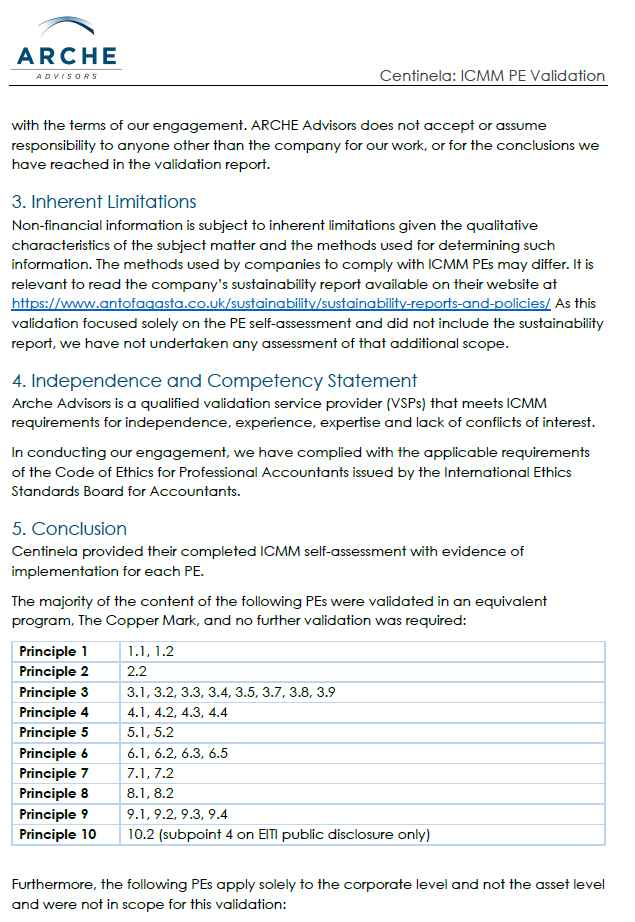 ARCHE
ADVISORS
Centinela: ICMM PE Validation
with the terms of our engagement. ARCHE Advisors does not accept or assume
responsibility to anyone other than the company for our work, or for the conclusions we
have reached in the validation report.
3. Inherent Limitations
Non-financial information is subject to inherent limitations given the qualitative
characteristics of the subject matter and the methods used for determining such
information. The methods used by companies to comply with ICMM PEs may differ. It is
relevant to read the company's sustainability report available on their website at
https://www.antofagasta.co.uk/sustainability/sustainability-reports-and-policies/ As this
validation focused solely on the PE self-assessment and did not include the sustainability
report, we have not undertaken any assessment of that additional scope.
4. Independence and Competency Statement
Arche Advisors is a qualified validation service provider (VSPs) that meets ICMM
requirements for independence, experience, expertise and lack of conflicts of interest.
In conducting our engagement, we have complied with the applicable requirements
of the Code of Ethics for Professional Accountants issued by the International Ethics
Standards Board for Accountants.
5. Conclusion
Centinela provided their completed ICMM self-assessment with evidence of
implementation for each PE.
The majority of the content of the following PEs were validated in an equivalent
program, The Copper Mark, and no further validation was required:
Principle 1 1.1, 1.2
Principle 2 2.2
Principle 3 3.1, 3.2, 3.3, 3.4, 3.5, 3.7, 3.8, 3.9
Principle 4 4.1, 4.2, 4.3, 4.4
Principle 5 5.1, 5.2
Principle 6 6.1, 6.2, 6.3, 6.5
Principle 7 7.1, 7.2
Principle 8 8.1, 8.2
Principle 9 9.1, 9.2, 9.3, 9.4
Principle 10 10.2 (subpoint 4 on EITI public disclosure only)
Furthermore, the following PEs apply solely to the corporate level and not the asset level
and were not in scope for this validation: